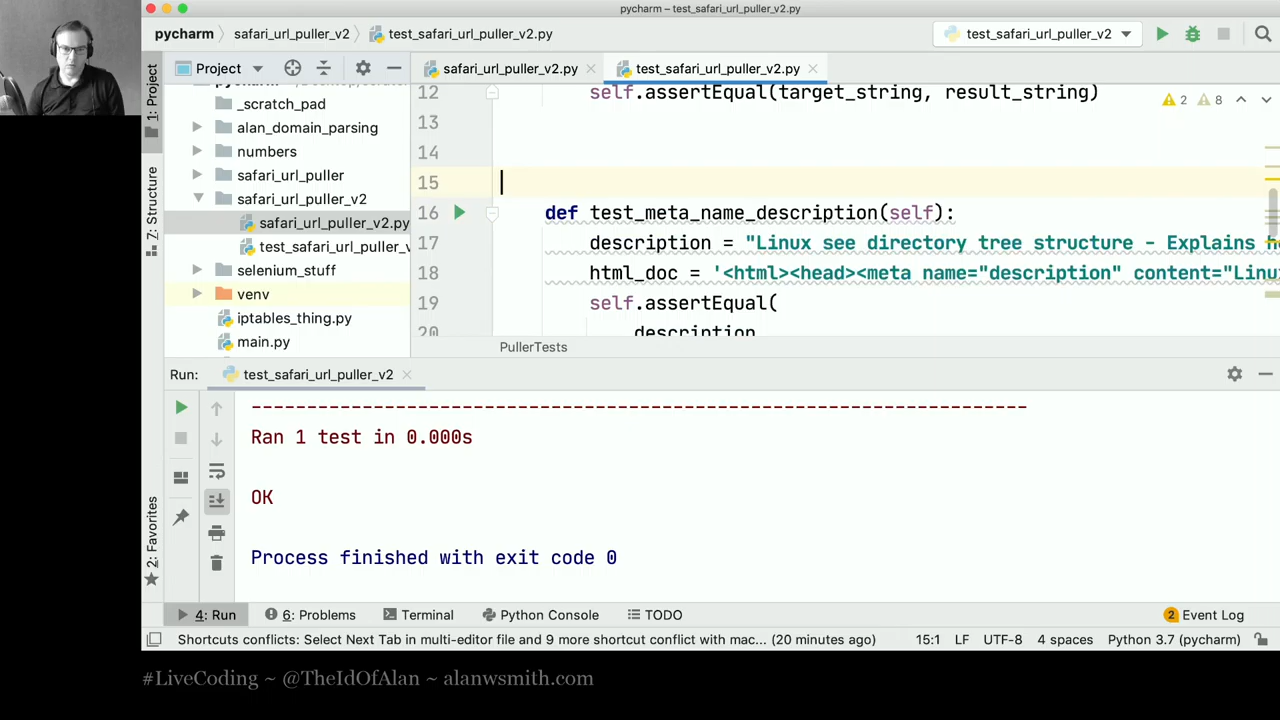 pycharm – test_safari_url_puller_v2.py
pycharm safari_url_puller_v2 test_safari_url_puller_v2.py test_safari_url_puller_v2
1: Project
Project
safari_url_puller_v2.py test_safari_url_puller_v2.py
_scratch_pad
alan_domain_parsing
numbers
safari_url_puller
safari_url_puller_v2
safari_url_puller_v2.py
test_safari_url_puller_v
selenium_stuff
venv
iptables_thing.py
main.py
Z: Structure
2: Favorites
12 self.assertEqual(target_string, result_string)
13
14
15
16 def test_meta_name_description(self):
17 description = "Linux see directory tree structure - Explains h
18 html_doc = '<html><head><meta name="description" content="Linu
19 self.assertEqual(
20 description
2 8
PullerTests
Run: test_safari_url_puller_v2
----------------------------------------------------------------------
Ran 1 test in 0.000s
OK
Process finished with exit code 0
4: Run 6: Problems Terminal Python Console TODO 2 Event Log
Shortcuts conflicts: Select Next Tab in multi-editor file and 9 more shortcut conflict with mac... (20 minutes ago) 15:1 LF UTF-8 4 spaces Python 3.7 (pycharm)
#LiveCoding ~ @TheIdOfAlan ~ alanwsmith.com